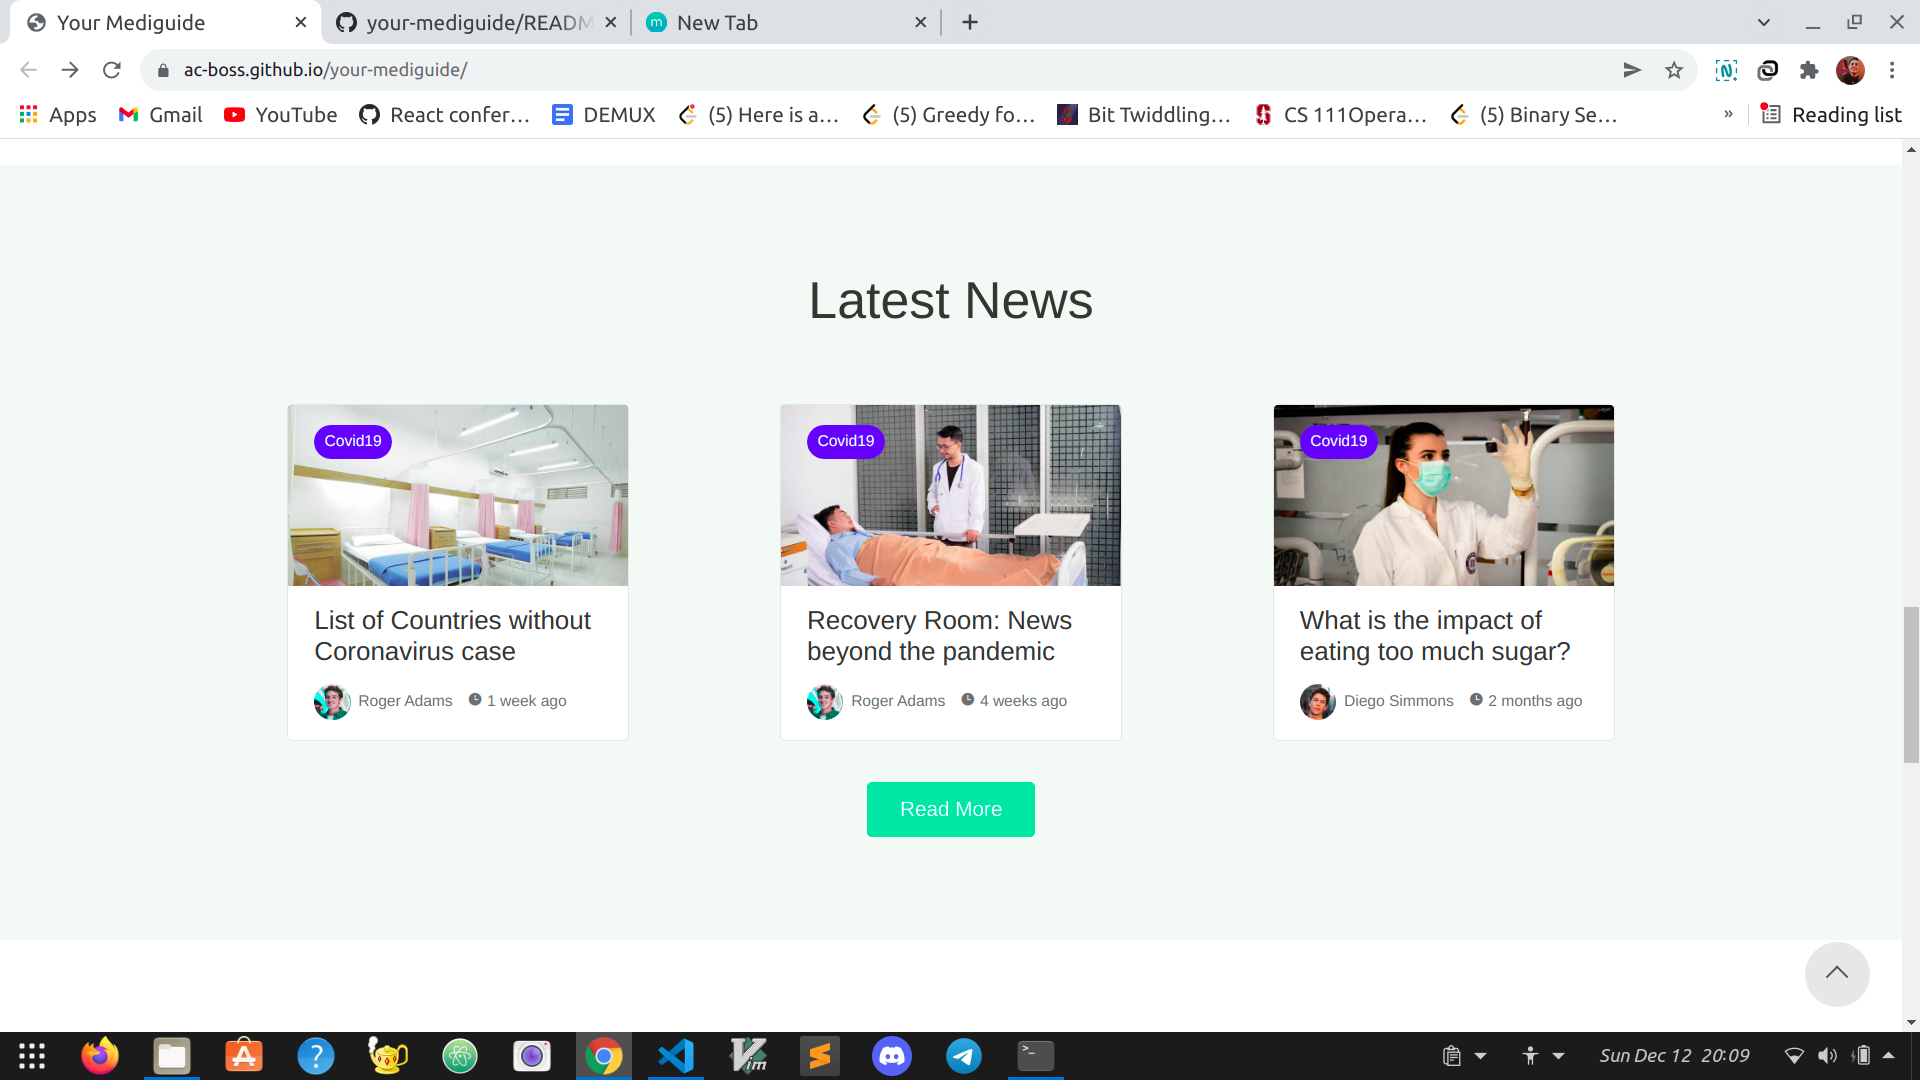 Your Mediguide
your-mediguide/READM
New Tab
ac-boss.github.io/your-mediguide/
Apps
Gmail
YouTube
React confer…
DEMUX
(5) Here is a…
(5) Greedy fo…
Bit Twiddling…
CS 111Opera…
(5) Binary Se…
»
Reading list
Latest News
Covid19
Covid19
Covid19
List of Countries without
Coronavirus case
Roger Adams 1 week ago
Recovery Room: News
beyond the pandemic
Roger Adams 4 weeks ago
What is the impact of
eating too much sugar?
Diego Simmons 2 months ago
Read More
Sun Dec 12 20:09